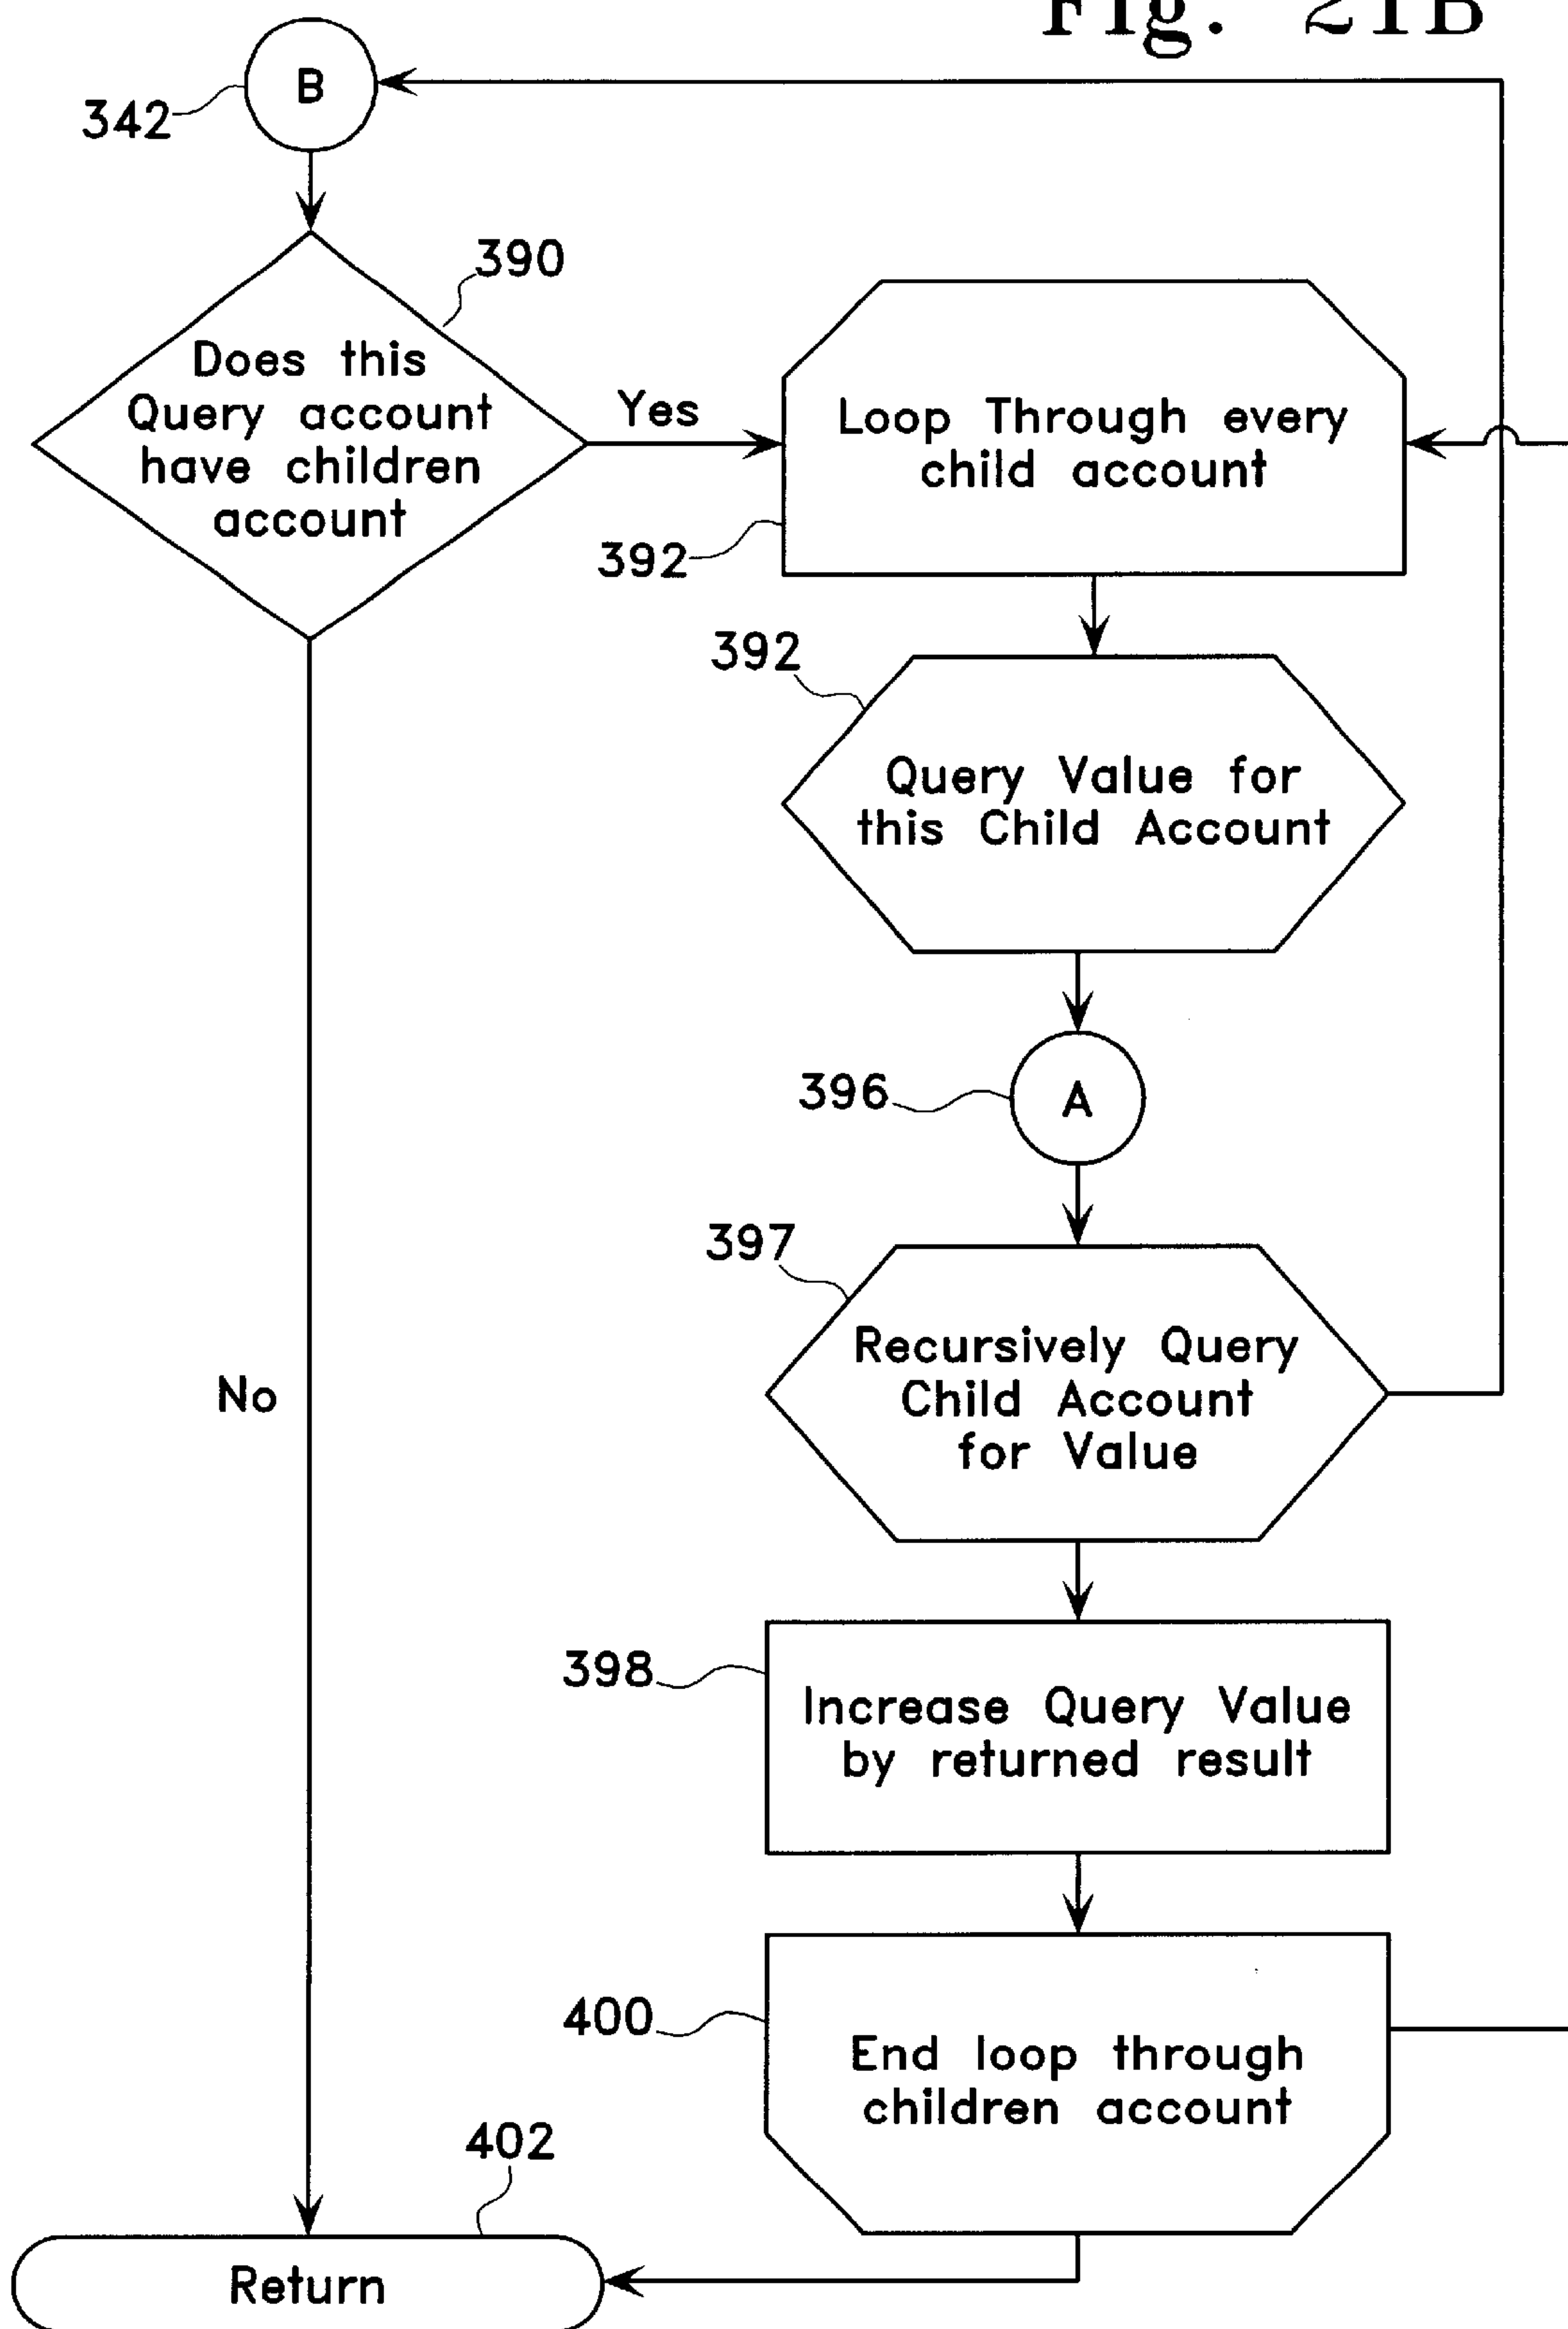 Fig. 21B
B
342
390
Does this
Query account
have children
account
Yes
Loop Through every
child account
392
392
Query Value for
this Child Account
396
A
397
Recursively Query
Child Account
for Value
No
398
Increase Query Value
by returned result
400
End loop through
children account
402
Return